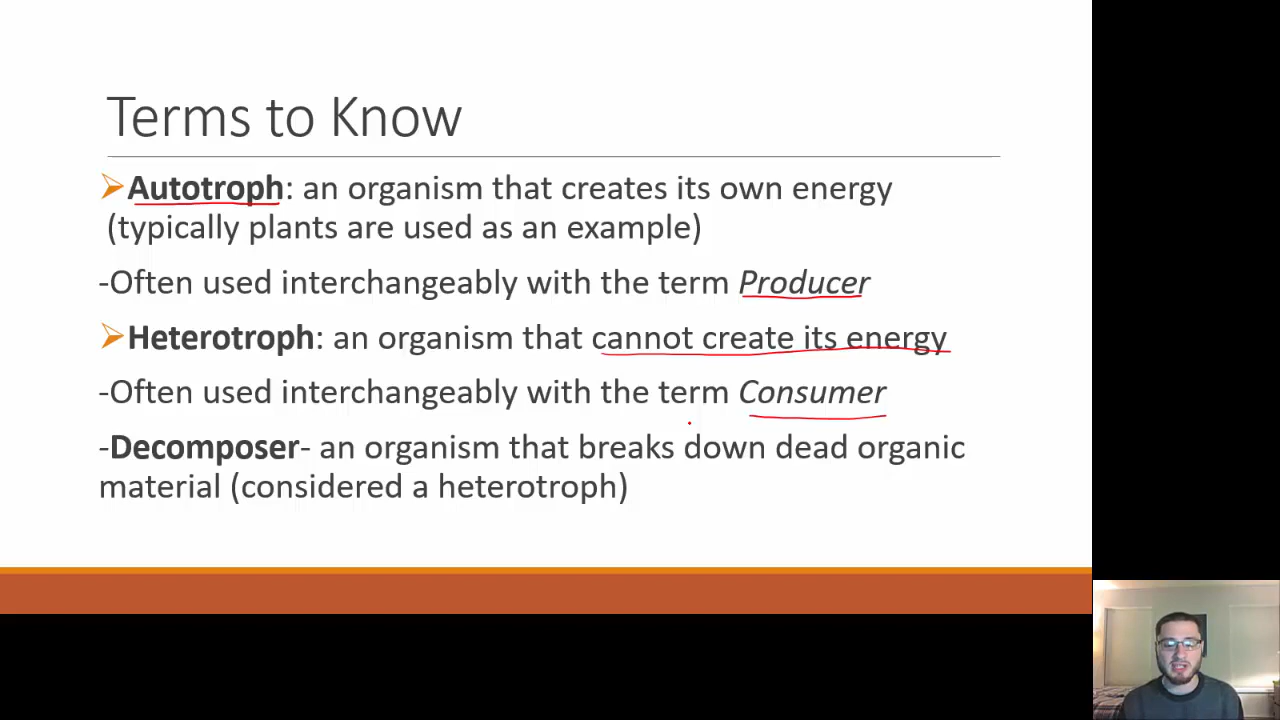 Terms to Know
Autotroph: an organism that creates its own energy
(typically plants are used as an example)
-Often used interchangeably with the term Producer
Heterotroph: an organism that cannot create its energy
-Often used interchangeably with the term Consumer
-Decomposer- an organism that breaks down dead organic
material (considered a heterotroph)